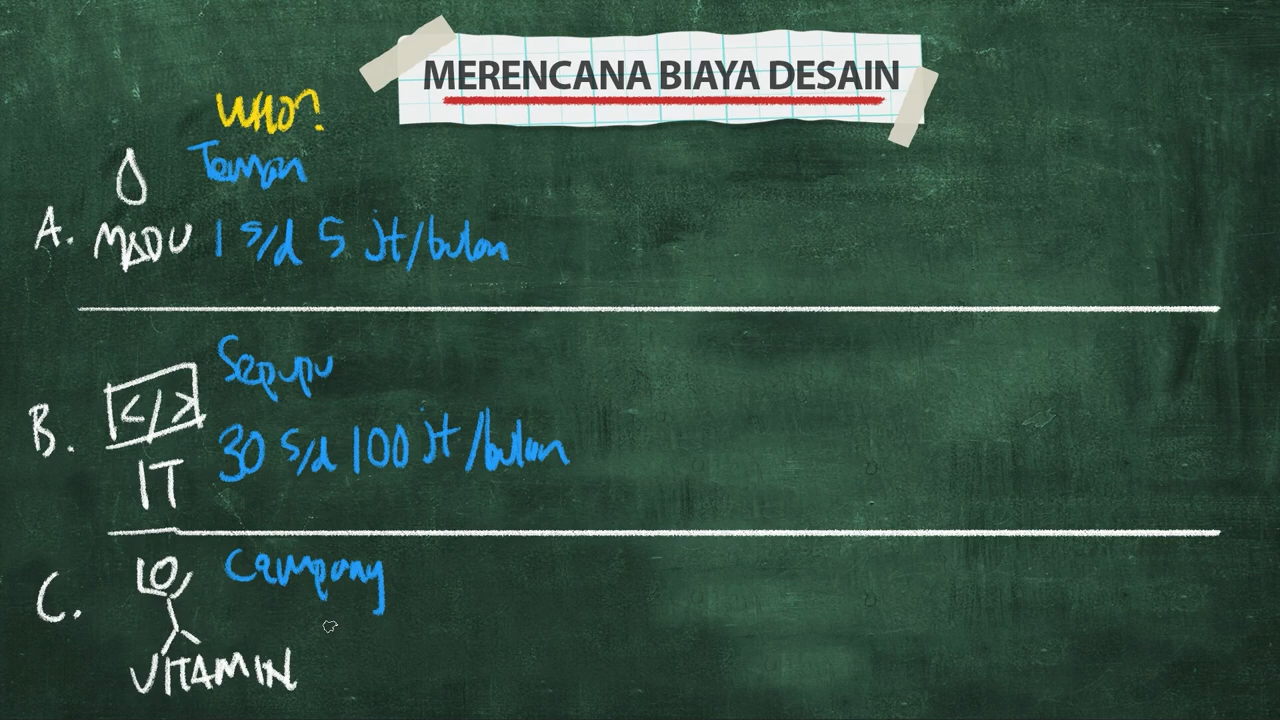 MERENCANA BIAYA DESAIN
WHO?
Teman
A. MADU 1 s/d 5 jt/bulan
Sepupu
B. </>
IT 30 s/d 100 jt/bulan
C. Company
VITAMIN